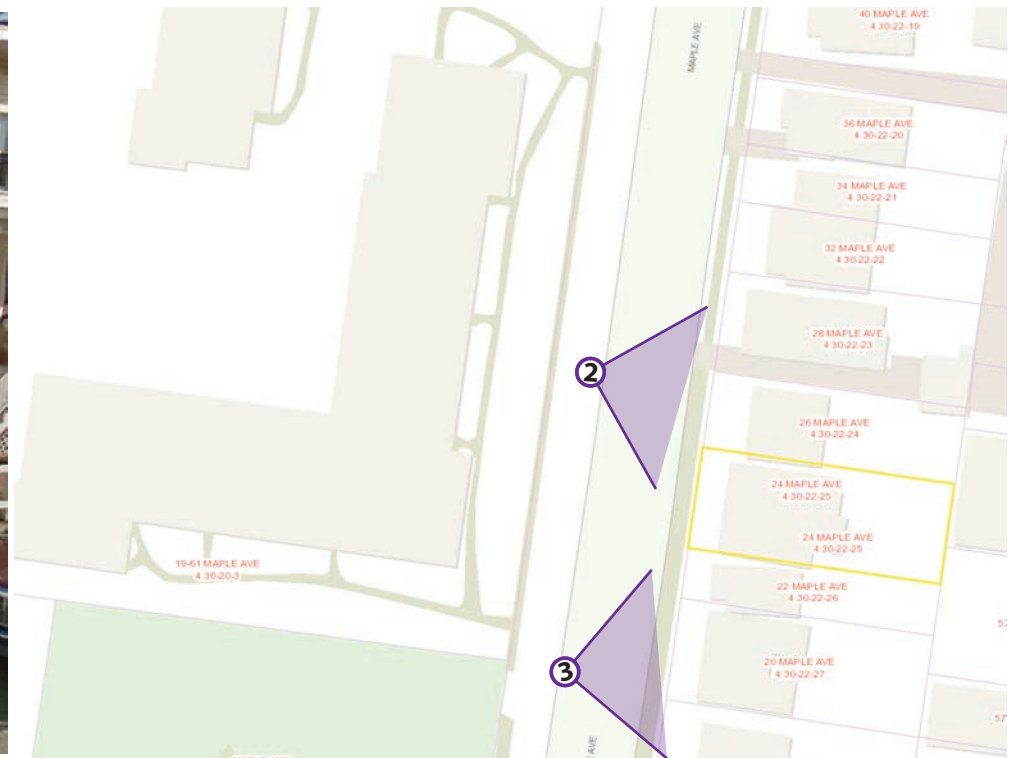 40 MAPLE AVE
4.30-22-19
MAPLE AVE
36 MAPLE AVE
4.30-22-20
34 MAPLE AVE
4.30-22-21
32 MAPLE AVE
4.30-22-22
28 MAPLE AVE
4.30-22-23
2
26 MAPLE AVE
4.30-22-24
24 MAPLE AVE
4.30-22-25
24 MAPLE AVE
4.30-22-25
19-61 MAPLE AVE
4.30-20-3
22 MAPLE AVE
4.30-22-26
20 MAPLE AVE
4.30-22-27
3
57
AVE